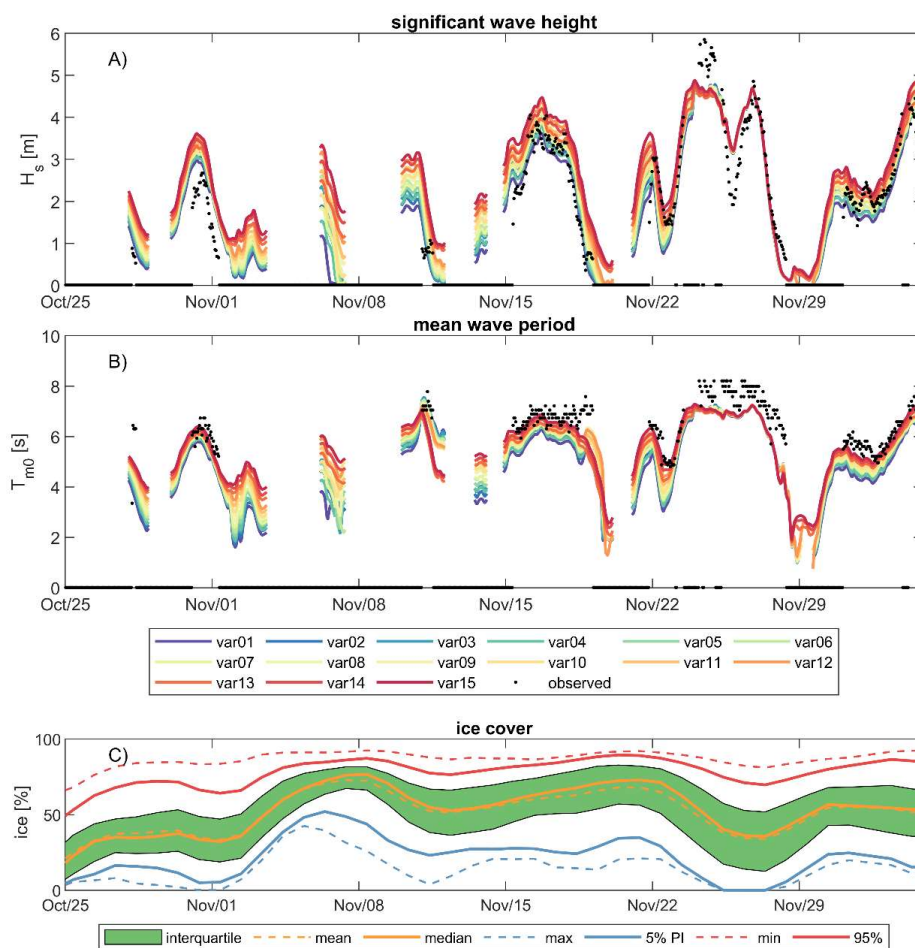 significant wave height
A)
6
5
4
3
2
1
0
H_s [m]
Oct/25 Nov/01 Nov/08 Nov/15 Nov/22 Nov/29
mean wave period
B)
10
8
6
4
2
0
T_m0 [s]
Oct/25 Nov/01 Nov/08 Nov/15 Nov/22 Nov/29
var01 var02 var03 var04 var05 var06
var07 var08 var09 var10 var11 var12
var13 var14 var15 observed
ice cover
C)
100
50
0
ice [%]
Oct/25 Nov/01 Nov/08 Nov/15 Nov/22 Nov/29
interquartile mean median max 5% PI min 95%